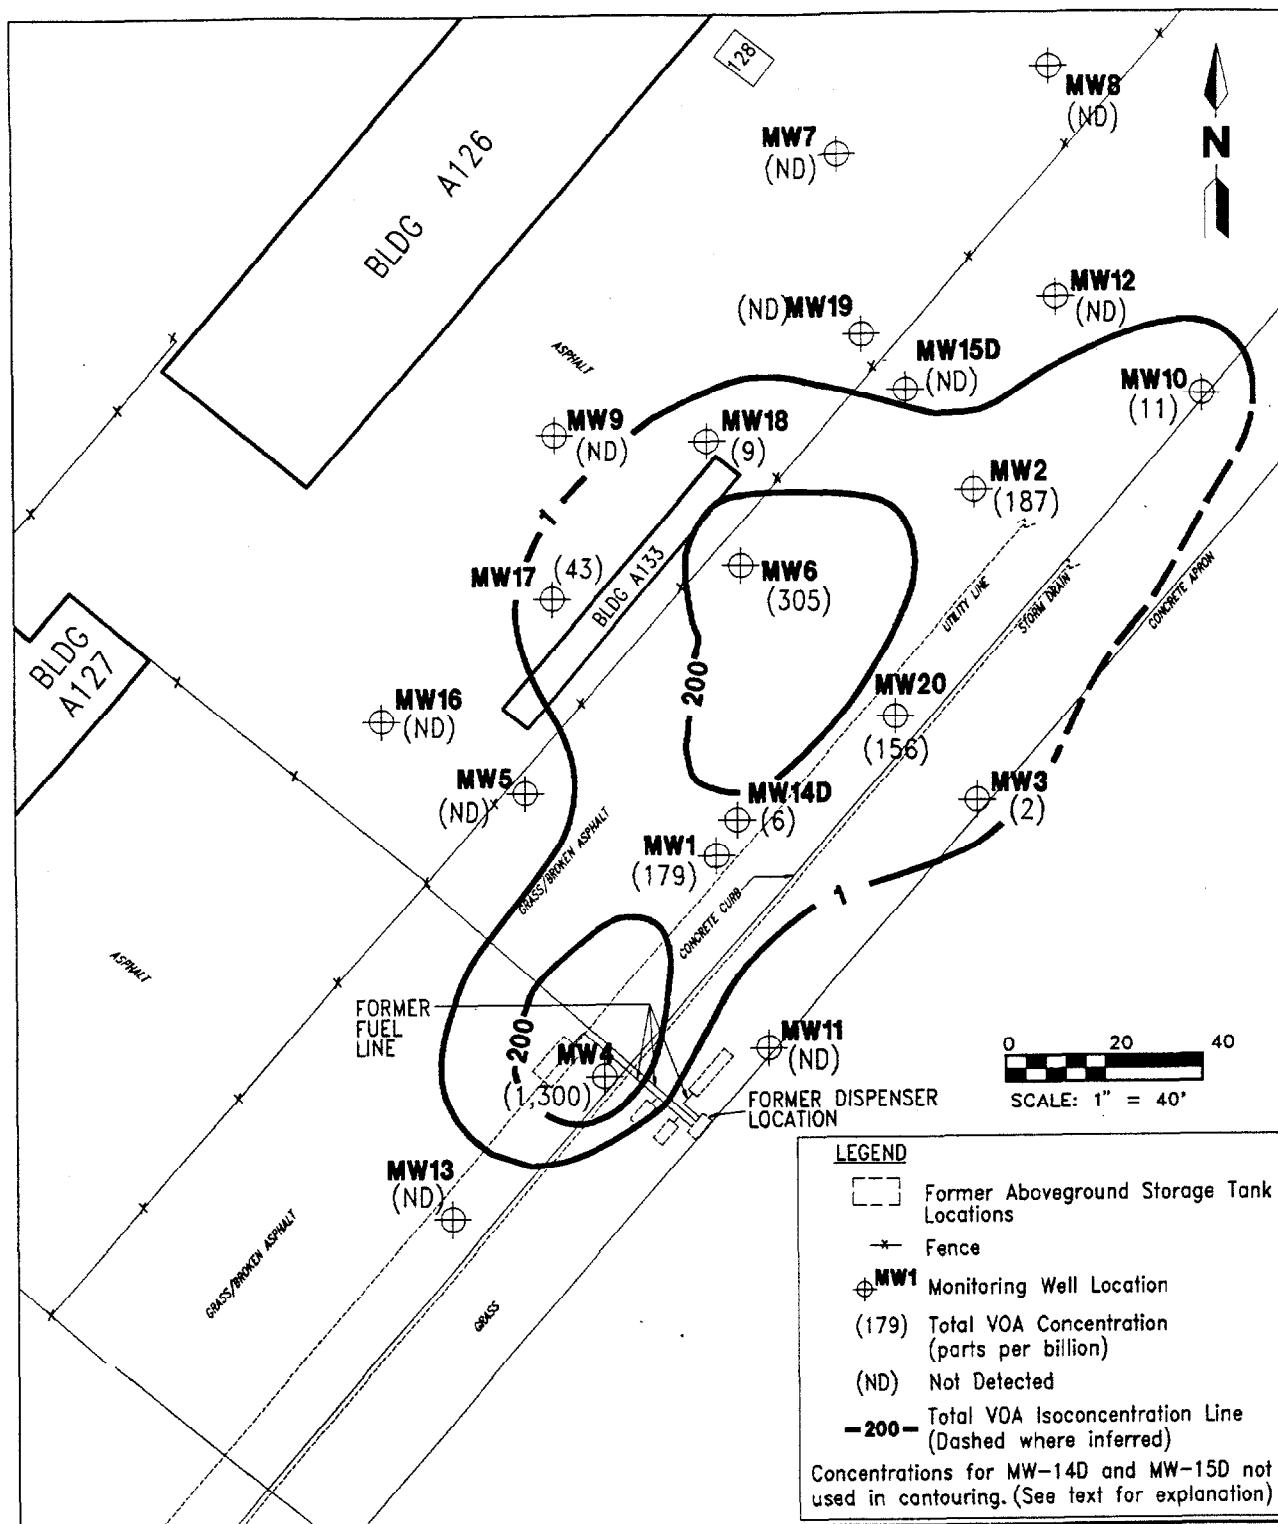 128
MW8
(ND)
MW7
(ND)
N
BLDG A126
MW12
(ND)
(ND)MW19
MW15D
(ND)
ASPHALT
MW10
(11)
MW9
(ND)
MW18
(9)
MW2
(187)
1
MW17
(43)
BLDG A133
MW6
(305)
UTILITY LINE
STORM DRAIN
CONCRETE APRON
BLDG
A127
200
MW16
(ND)
MW20
(156)
MW5
(ND)
MW14D
(6)
MW3
(2)
MW1
(179)
GRASS/BROKEN ASPHALT
1
CONCRETE CURB
ASPHALT
FORMER
FUEL
LINE
200
MW4
(1,300)
MW11
(ND)
0 20 40
SCALE: 1" = 40'
FORMER DISPENSER
LOCATION
MW13
(ND)
GRASS/BROKEN ASPHALT
GRASS
LEGEND
Former Aboveground Storage Tank
Locations
Fence
MW1 Monitoring Well Location
(179) Total VOA Concentration
(parts per billion)
(ND) Not Detected
200 Total VOA Isoconcentration Line
(Dashed where inferred)
Concentrations for MW-14D and MW-15D not
used in contouring. (See text for explanation)